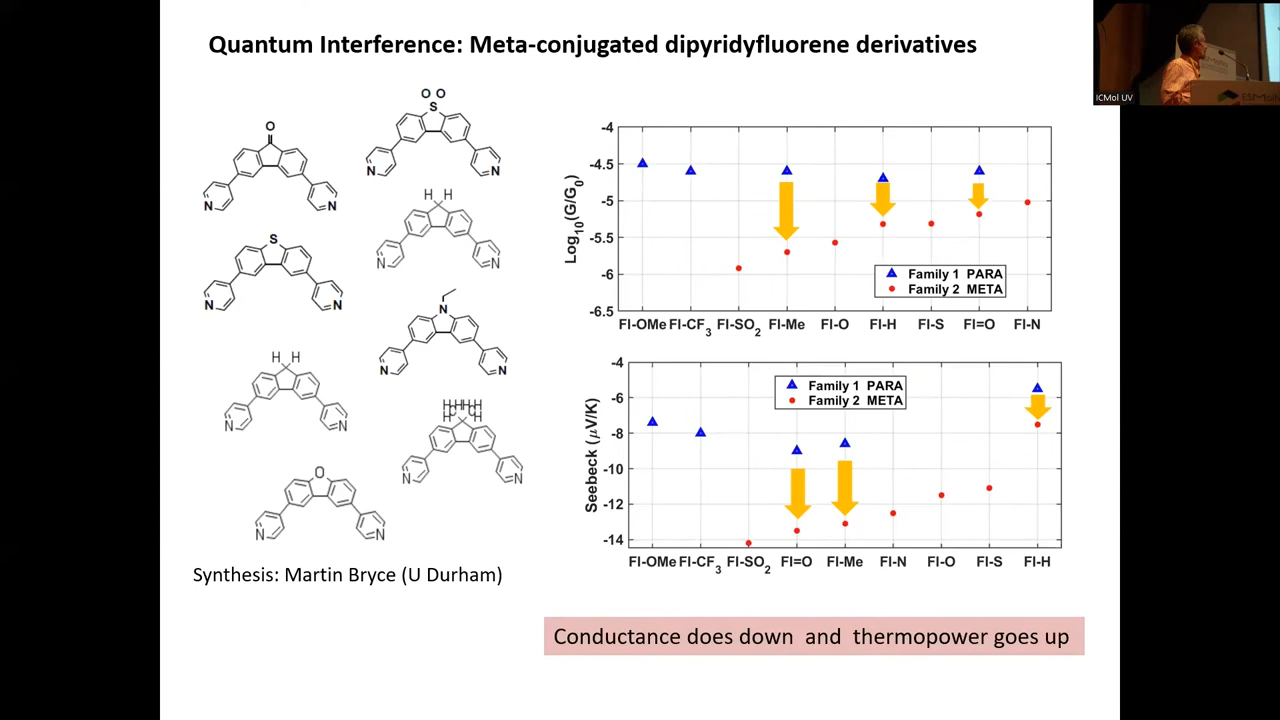 Quantum Interference: Meta-conjugated dipyridyfluorene derivatives
ICMol UV
O O
S
N N
O
N N
H H
N N
S
N N
N
N N
H H
N N
N N
O
N N
Synthesis: Martin Bryce (U Durham)
Log10(G/G0)
-4
-4.5
-5
-5.5
-6
-6.5
Family 1 PARA
Family 2 META
Fl-OMe Fl-CF3 Fl-SO2 Fl-Me Fl-O Fl-H Fl-S Fl=O Fl-N
Seebeck (μV/K)
-4
-6
-8
-10
-12
-14
Family 1 PARA
Family 2 META
Fl-OMe Fl-CF3 Fl-SO2 Fl=O Fl-Me Fl-N Fl-O Fl-S Fl-H
Conductance does down and thermopower goes up